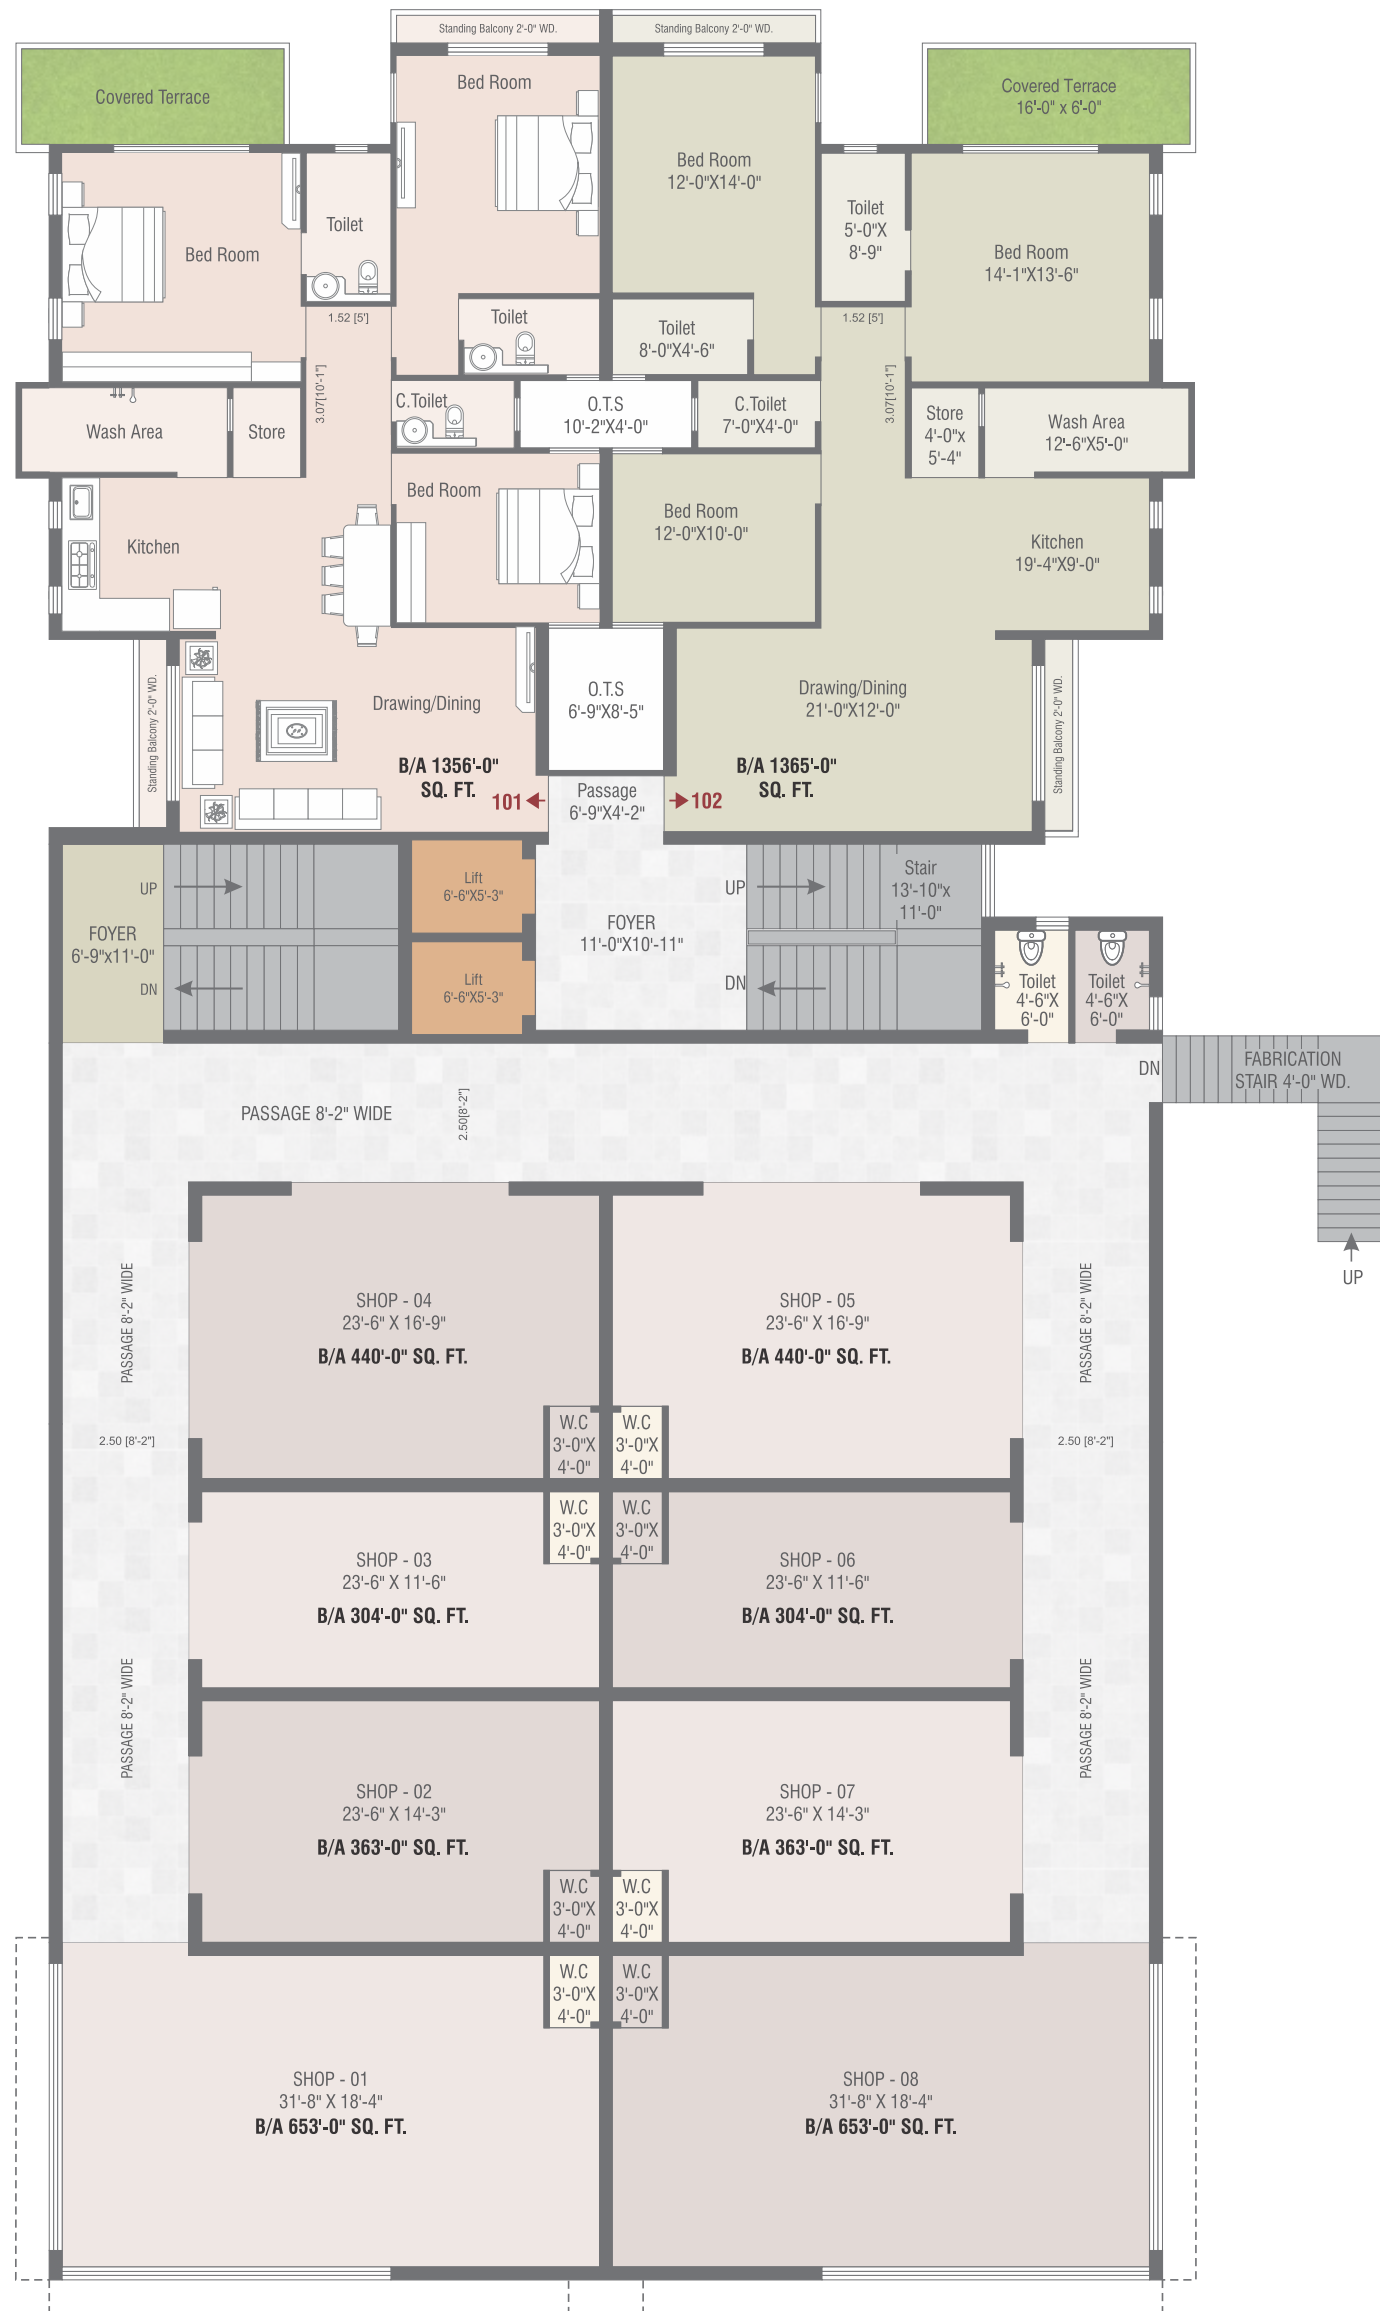 Standing Balcony 2'-0" WD.
Standing Balcony 2'-0" WD.
Covered Terrace
Bed Room
Covered Terrace
16'-0" x 6'-0"
Bed Room
12'-0"X14'-0"
Toilet
Bed Room
Toilet
5'-0"X
8'-9"
Bed Room
14'-1"X13'-6"
1.52 [5']
Toilet
Toilet
8'-0"X4'-6"
1.52 [5']
3.07[10'-1"]
3.07[10'-1"]
Wash Area
Store
C.Toilet
O.T.S
10'-2"X4'-0"
C.Toilet
7'-0"X4'-0"
Store
4'-0"x
5'-4"
Wash Area
12'-6"X5'-0"
Kitchen
Bed Room
Bed Room
12'-0"X10'-0"
Kitchen
19'-4"X9'-0"
Standing Balcony 2'-0" WD.
Drawing/Dining
O.T.S
6'-9"X8'-5"
Drawing/Dining
21'-0"X12'-0"
Standing Balcony 2'-0" WD.
B/A 1356'-0"
SQ. FT.
101
Passage
6'-9"X4'-2"
102
B/A 1365'-0"
SQ. FT.
UP
FOYER
6'-9"x11'-0"
DN
Lift
6'-6"X5'-3"
Lift
6'-6"X5'-3"
FOYER
11'-0"X10'-11"
UP
DN
Stair
13'-10"x
11'-0"
Toilet
4'-6"X
6'-0"
Toilet
4'-6"X
6'-0"
DN
FABRICATION
STAIR 4'-0" WD.
UP
PASSAGE 8'-2" WIDE
2.50[8'-2"]
PASSAGE 8'-2" WIDE
SHOP - 04
23'-6" X 16'-9"
B/A 440'-0" SQ. FT.
SHOP - 05
23'-6" X 16'-9"
B/A 440'-0" SQ. FT.
PASSAGE 8'-2" WIDE
2.50 [8'-2"]
W.C
3'-0"X
4'-0"
W.C
3'-0"X
4'-0"
2.50 [8'-2"]
W.C
3'-0"X
4'-0"
W.C
3'-0"X
4'-0"
SHOP - 03
23'-6" X 11'-6"
B/A 304'-0" SQ. FT.
SHOP - 06
23'-6" X 11'-6"
B/A 304'-0" SQ. FT.
PASSAGE 8'-2" WIDE
SHOP - 02
23'-6" X 14'-3"
B/A 363'-0" SQ. FT.
SHOP - 07
23'-6" X 14'-3"
B/A 363'-0" SQ. FT.
PASSAGE 8'-2" WIDE
W.C
3'-0"X
4'-0"
W.C
3'-0"X
4'-0"
W.C
3'-0"X
4'-0"
W.C
3'-0"X
4'-0"
SHOP - 01
31'-8" X 18'-4"
B/A 653'-0" SQ. FT.
SHOP - 08
31'-8" X 18'-4"
B/A 653'-0" SQ. FT.